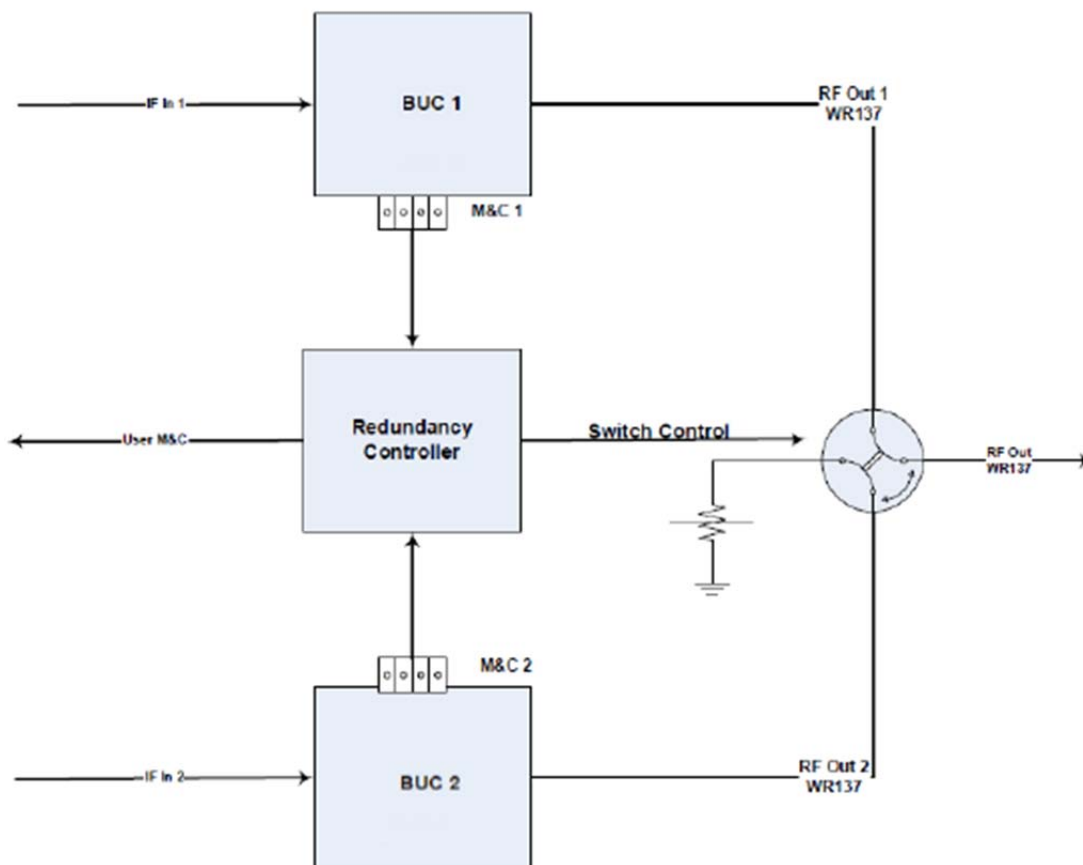 IF In 1
BUC 1
RF Out 1
WR137
M&C 1
User M&C
Redundancy
Controller
Switch Control
RF Out
WR137
M&C 2
IF In 2
BUC 2
RF Out 2
WR137